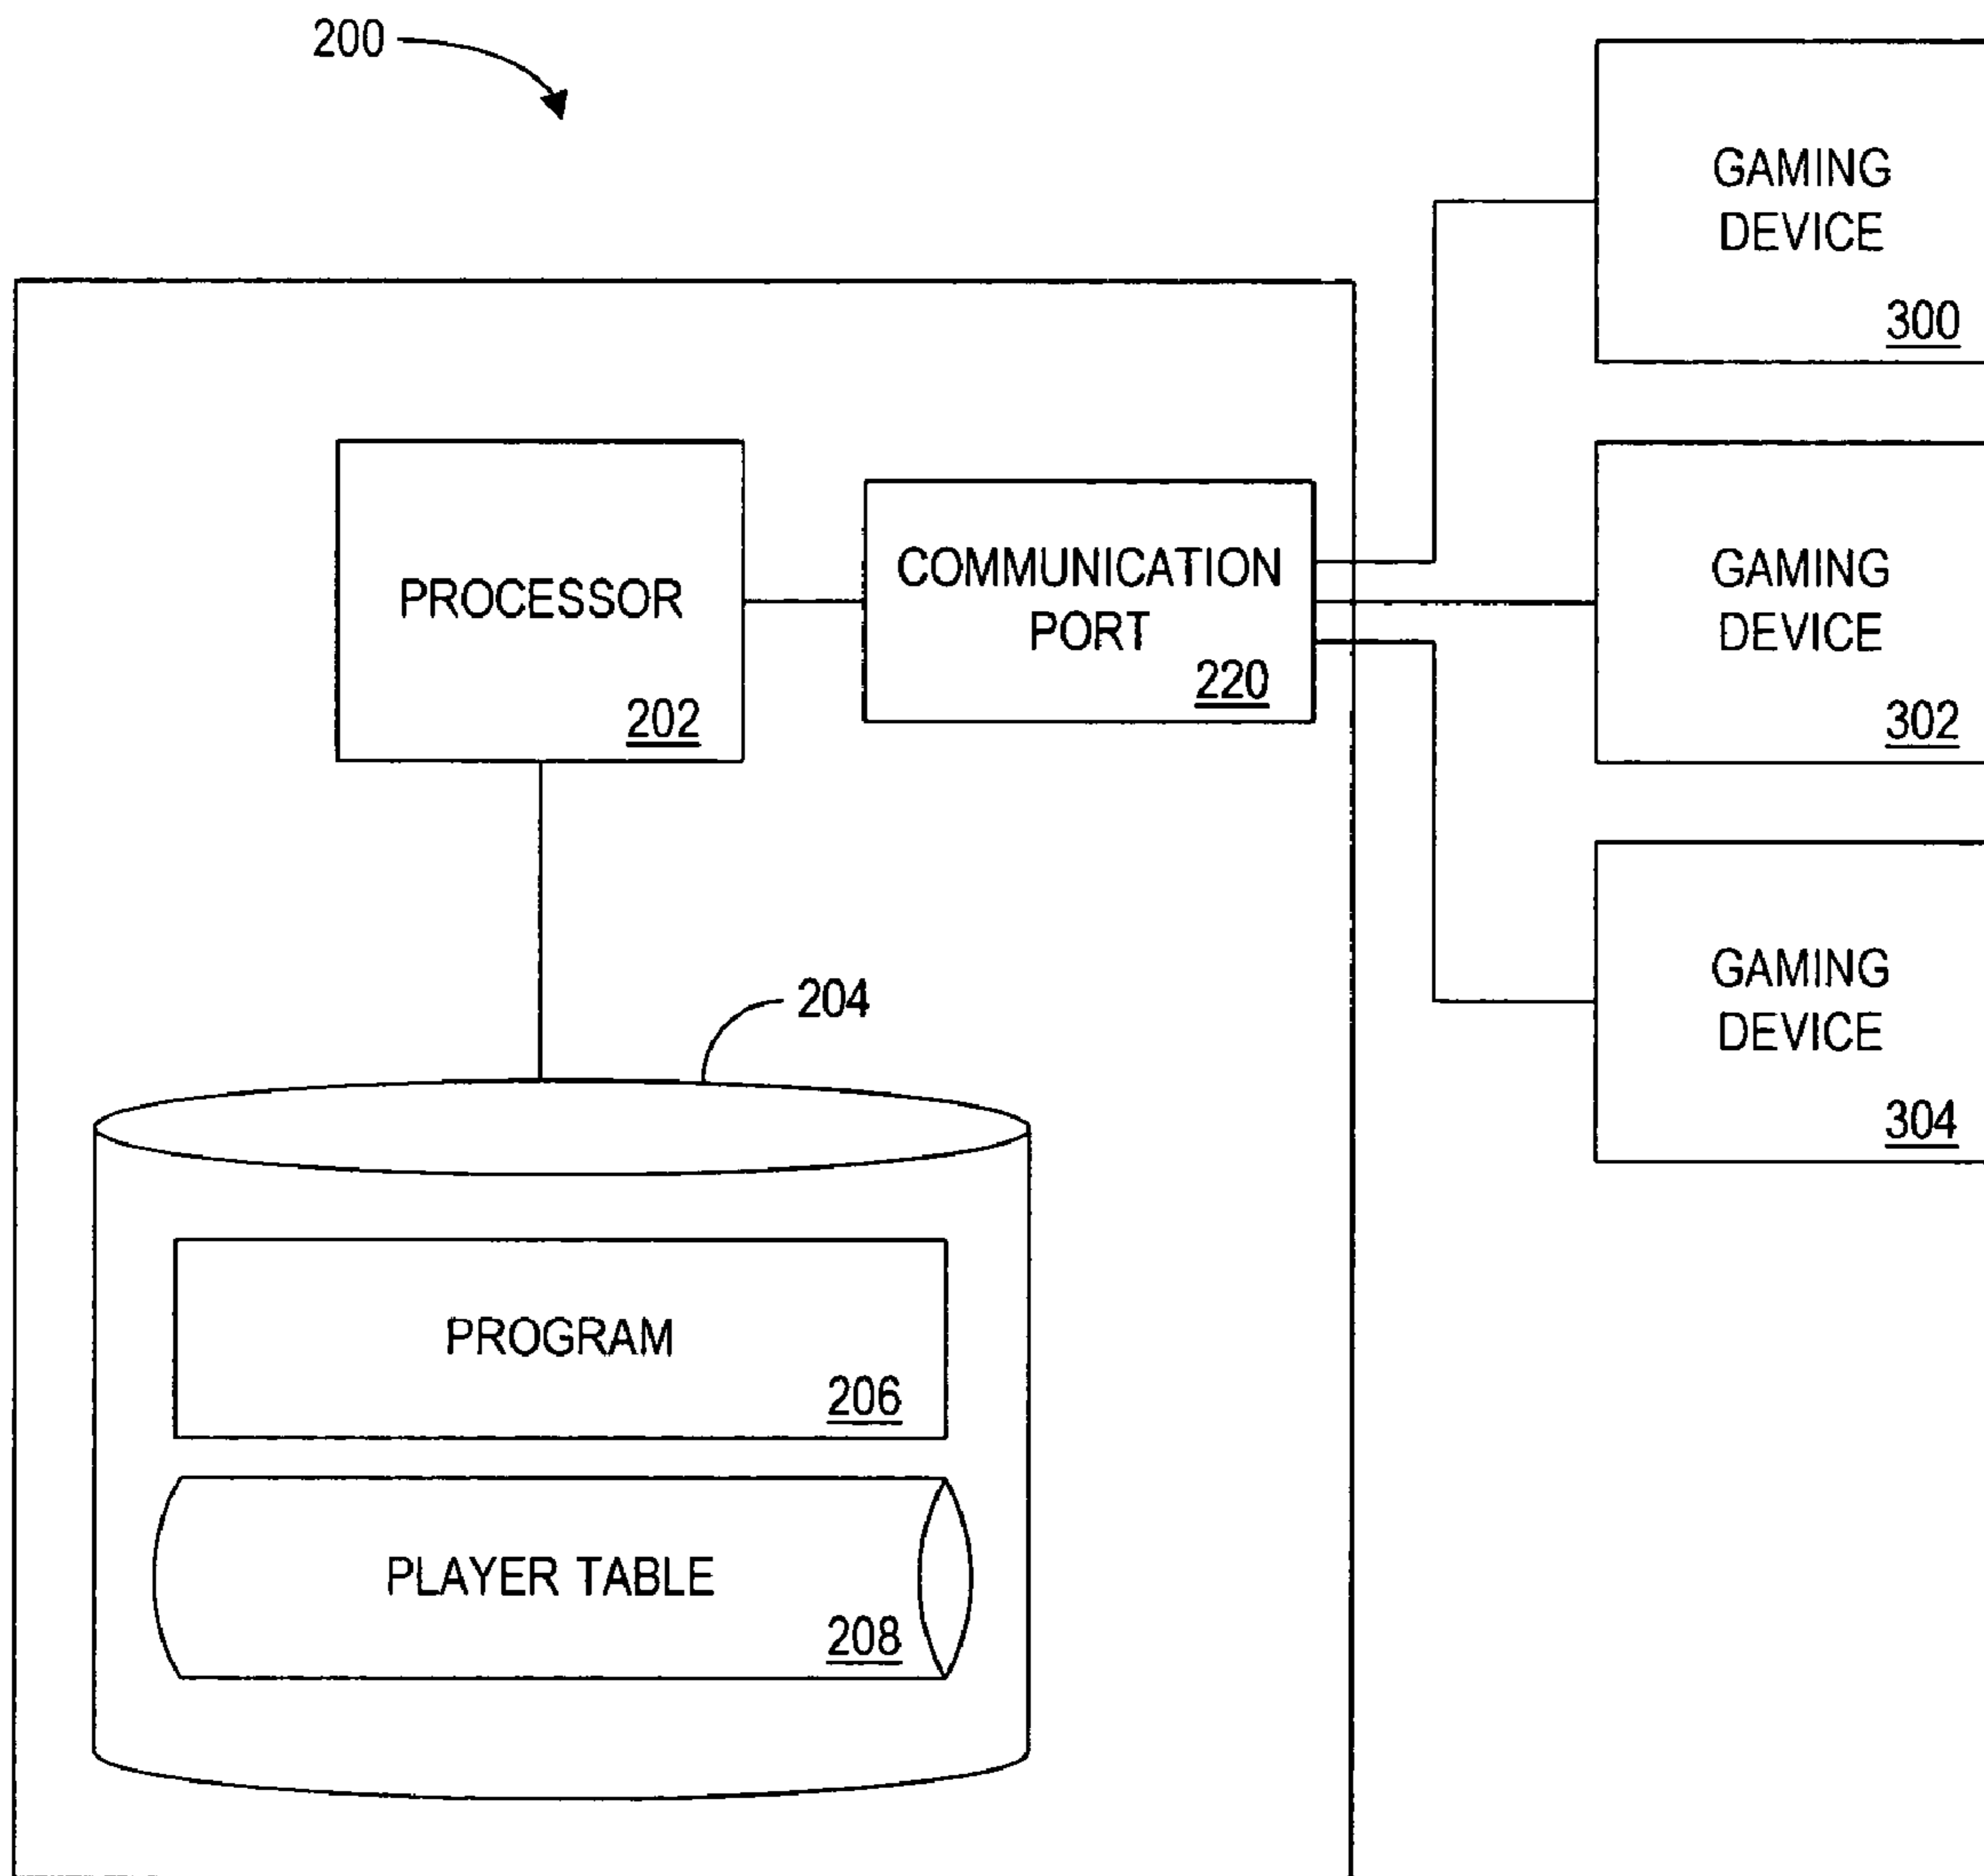 200
GAMING
DEVICE
300
PROCESSOR
202
COMMUNICATION
PORT
220
GAMING
DEVICE
302
204
GAMING
DEVICE
304
PROGRAM
206
PLAYER TABLE
208